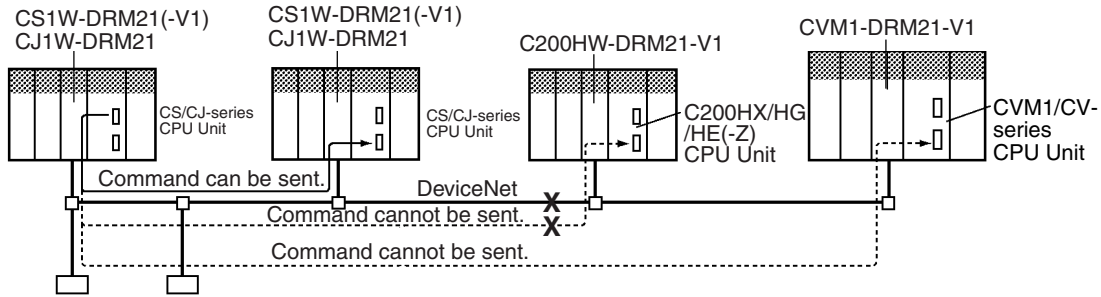 CS1W-DRM21(-V1)
CJ1W-DRM21
CS1W-DRM21(-V1)
CJ1W-DRM21
C200HW-DRM21-V1
CVM1-DRM21-V1
CS/CJ-series
CPU Unit
CS/CJ-series
CPU Unit
C200HX/HG
/HE(-Z)
CPU Unit
CVM1/CV-
series
CPU Unit
Command can be sent.
DeviceNet
X
Command cannot be sent.
X
Command cannot be sent.